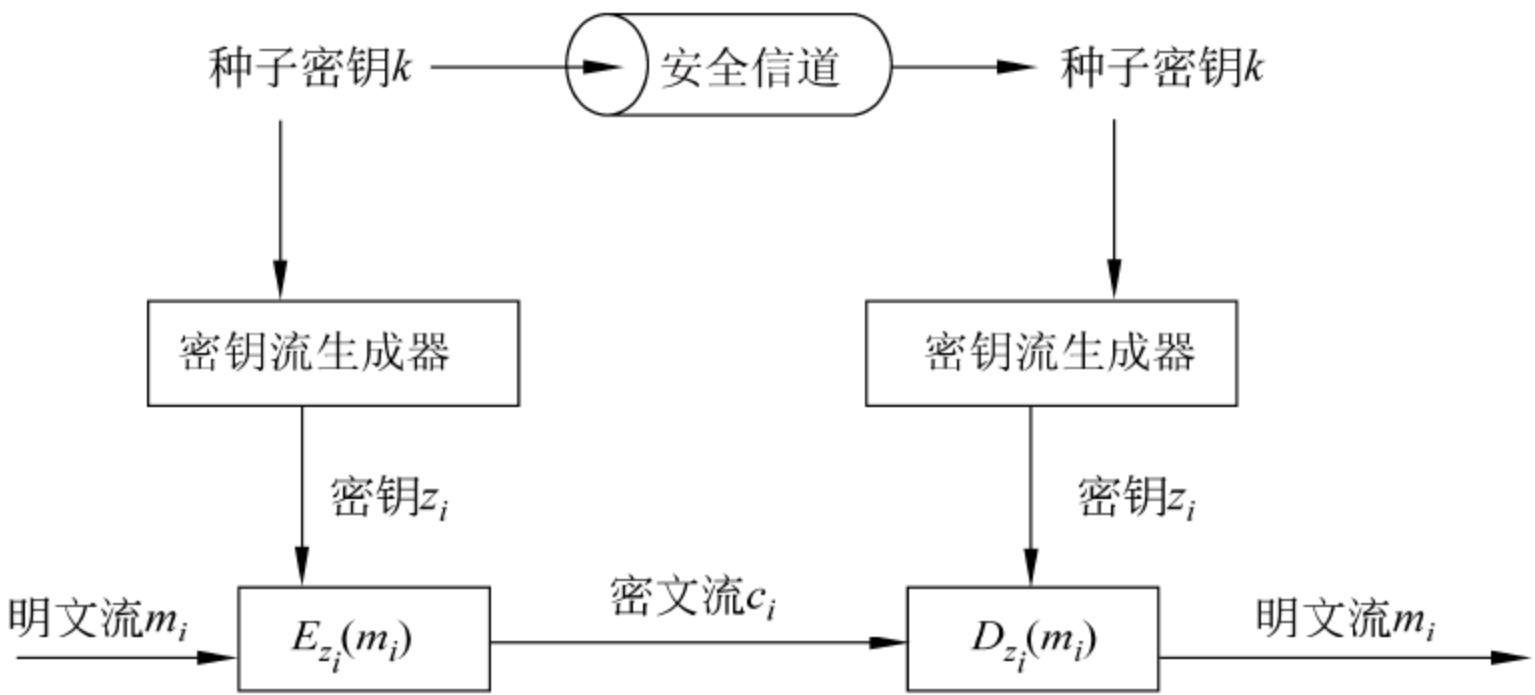 种子密钥k 安全信道 种子密钥k
密钥流生成器 密钥流生成器
密钥z_i 密钥z_i
明文流m_i E_{z_i}(m_i) 密文流c_i D_{z_i}(m_i) 明文流m_i